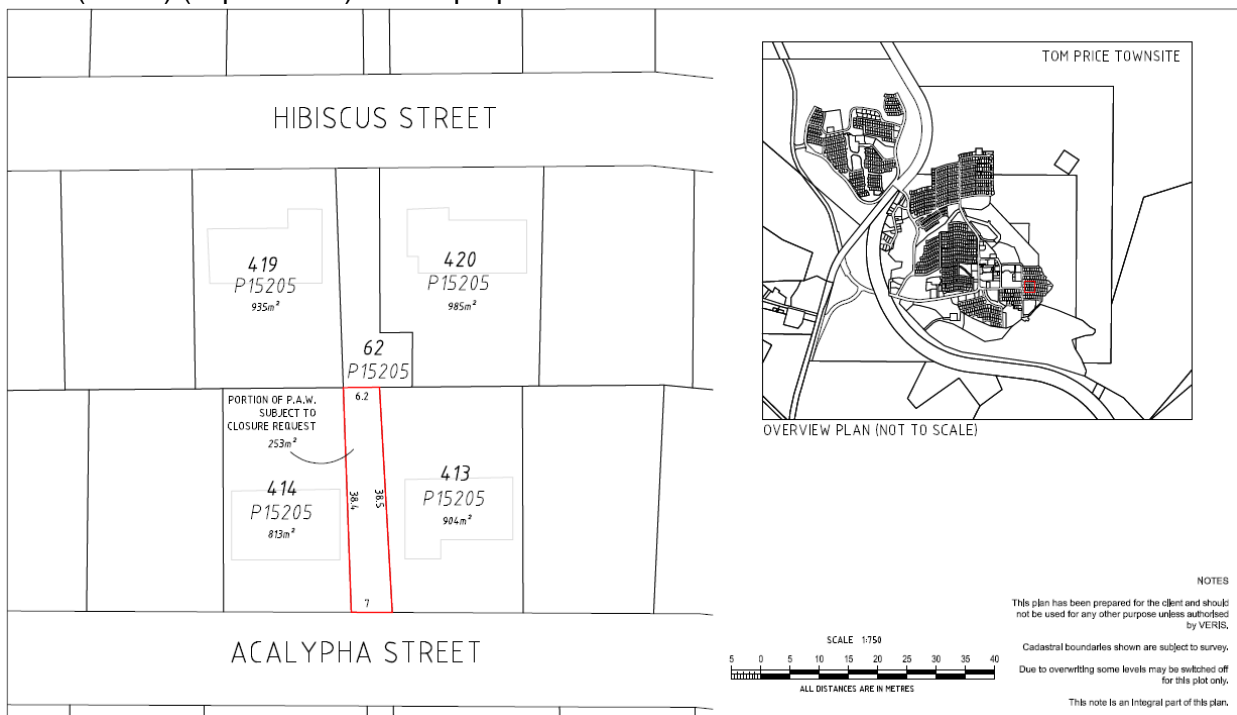 HIBISCUS STREET
419
P15205
935m²
420
P15205
985m²
62
P15205
PORTION OF P.A.W.
SUBJECT TO
CLOSURE REQUEST
253m²
6.2
38.4
38.5
7
414
P15205
813m²
413
P15205
904m²
ACALYPHA STREET
TOM PRICE TOWNSITE
OVERVIEW PLAN (NOT TO SCALE)
SCALE 1:750
5 0 5 10 15 20 25 30 35 40
ALL DISTANCES ARE IN METRES
NOTES
This plan has been prepared for the client and should
not be used for any other purpose unless authorised
by VERIS.
Cadastral boundaries shown are subject to survey.
Due to overwriting some levels may be switched off
for this plot only.
This note is an integral part of this plan.